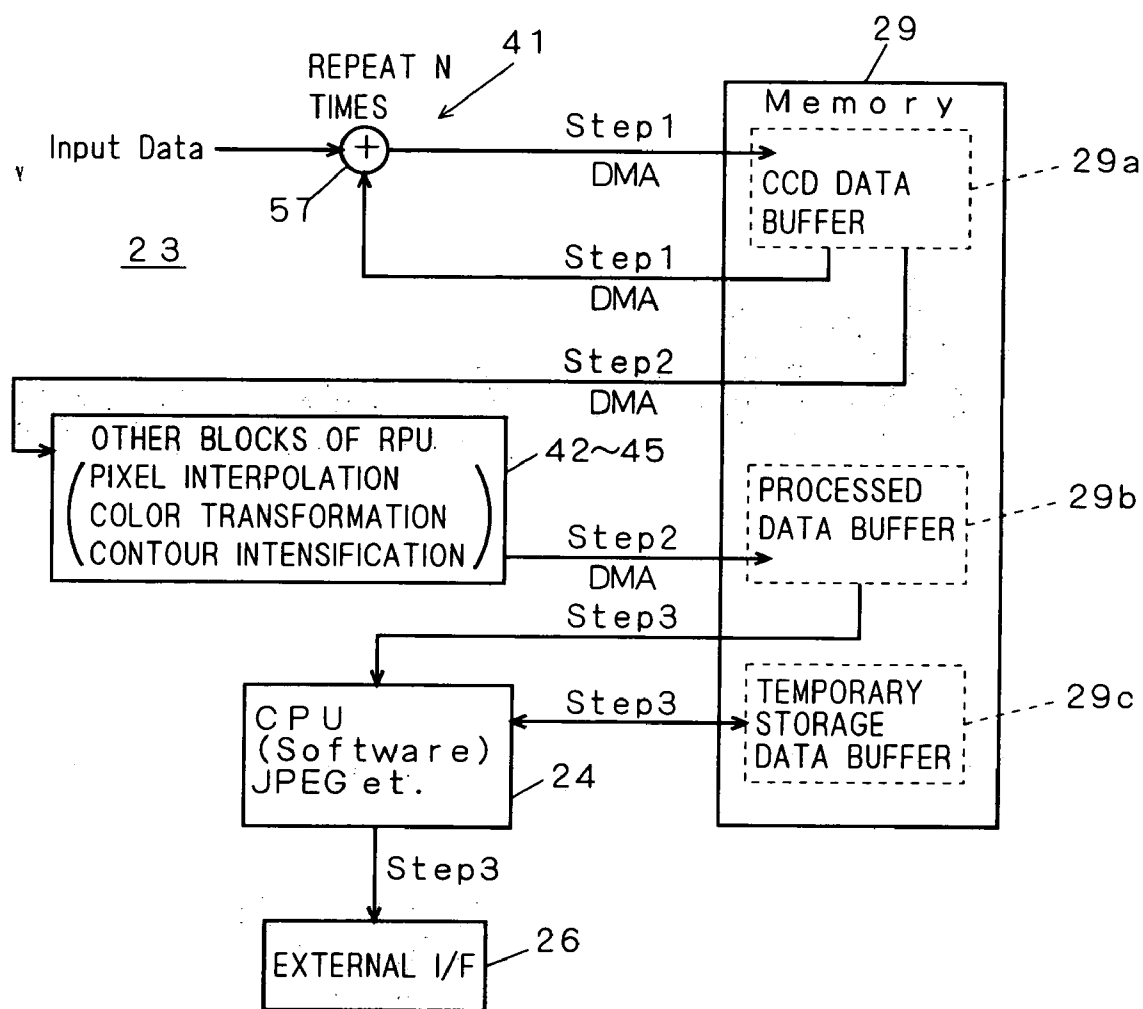 REPEAT N
TIMES
41
29
Memory
Input Data
+
Step1
DMA
CCD DATA
BUFFER
29a
57
23
Step1
DMA
Step2
DMA
OTHER BLOCKS OF RPU
PIXEL INTERPOLATION
COLOR TRANSFORMATION
CONTOUR INTENSIFICATION
42~45
PROCESSED
DATA BUFFER
29b
Step2
DMA
Step3
CPU
(Software)
JPEG et.
24
Step3
TEMPORARY
STORAGE
DATA BUFFER
29c
Step3
EXTERNAL I/F
26